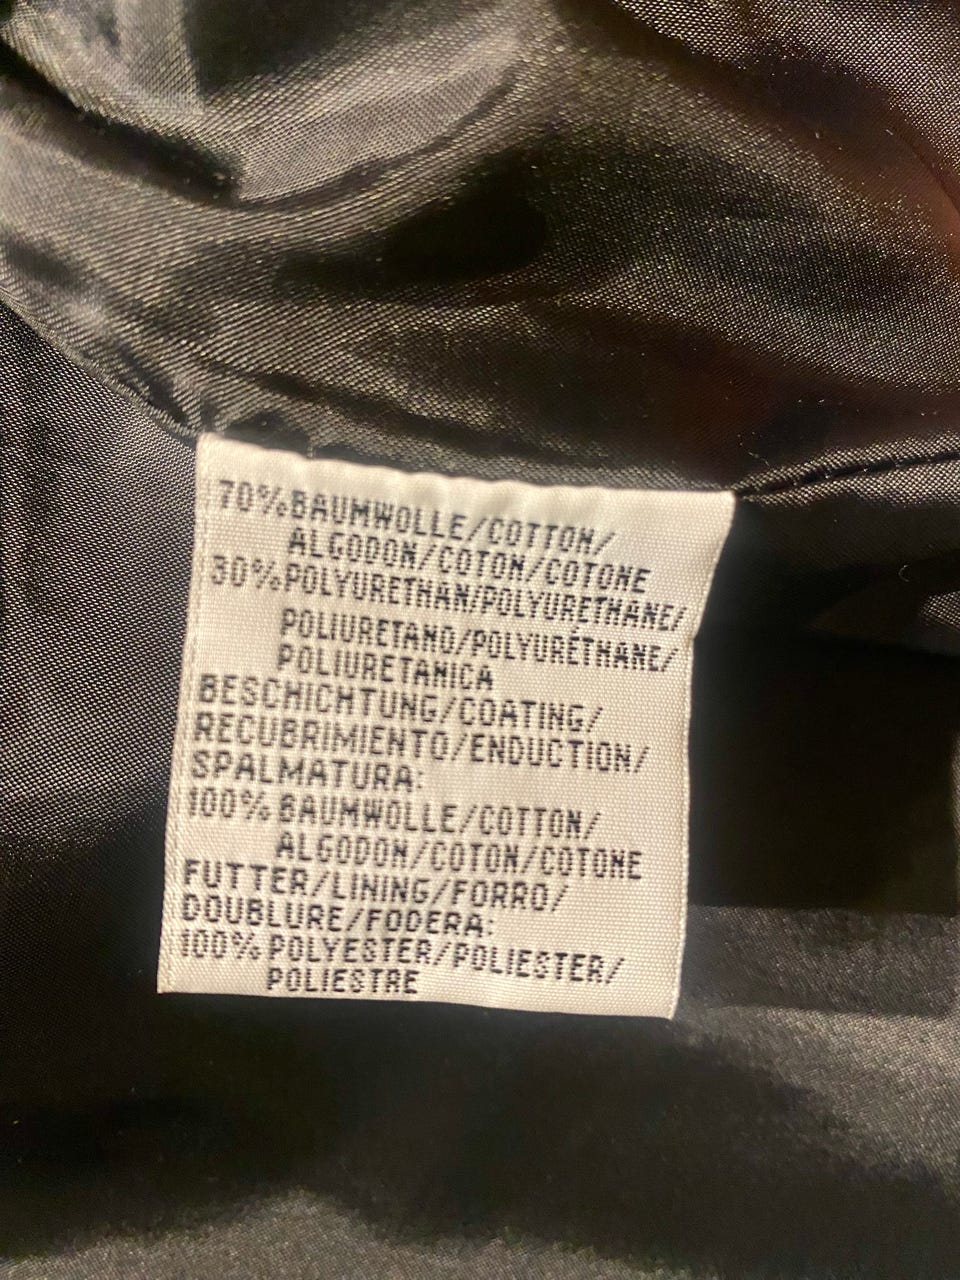 70% BAUMWOLLE/COTTON/
ALGODON/COTON/COTONE
30% POLYURETHAN/POLYURETHANE/
POLIURETANO/POLYURÉTHANE/
POLIURETANICA
BESCHICHTUNG/COATING/
RECUBRIMIENTO/ENDUCTION/
SPALMATURA:
100% BAUMWOLLE/COTTON/
ALGODON/COTON/COTONE
FUTTER/LINING/FORRO/
DOUBLURE/FODERA:
100% POLYESTER/POLIESTER/
POLIESTRE